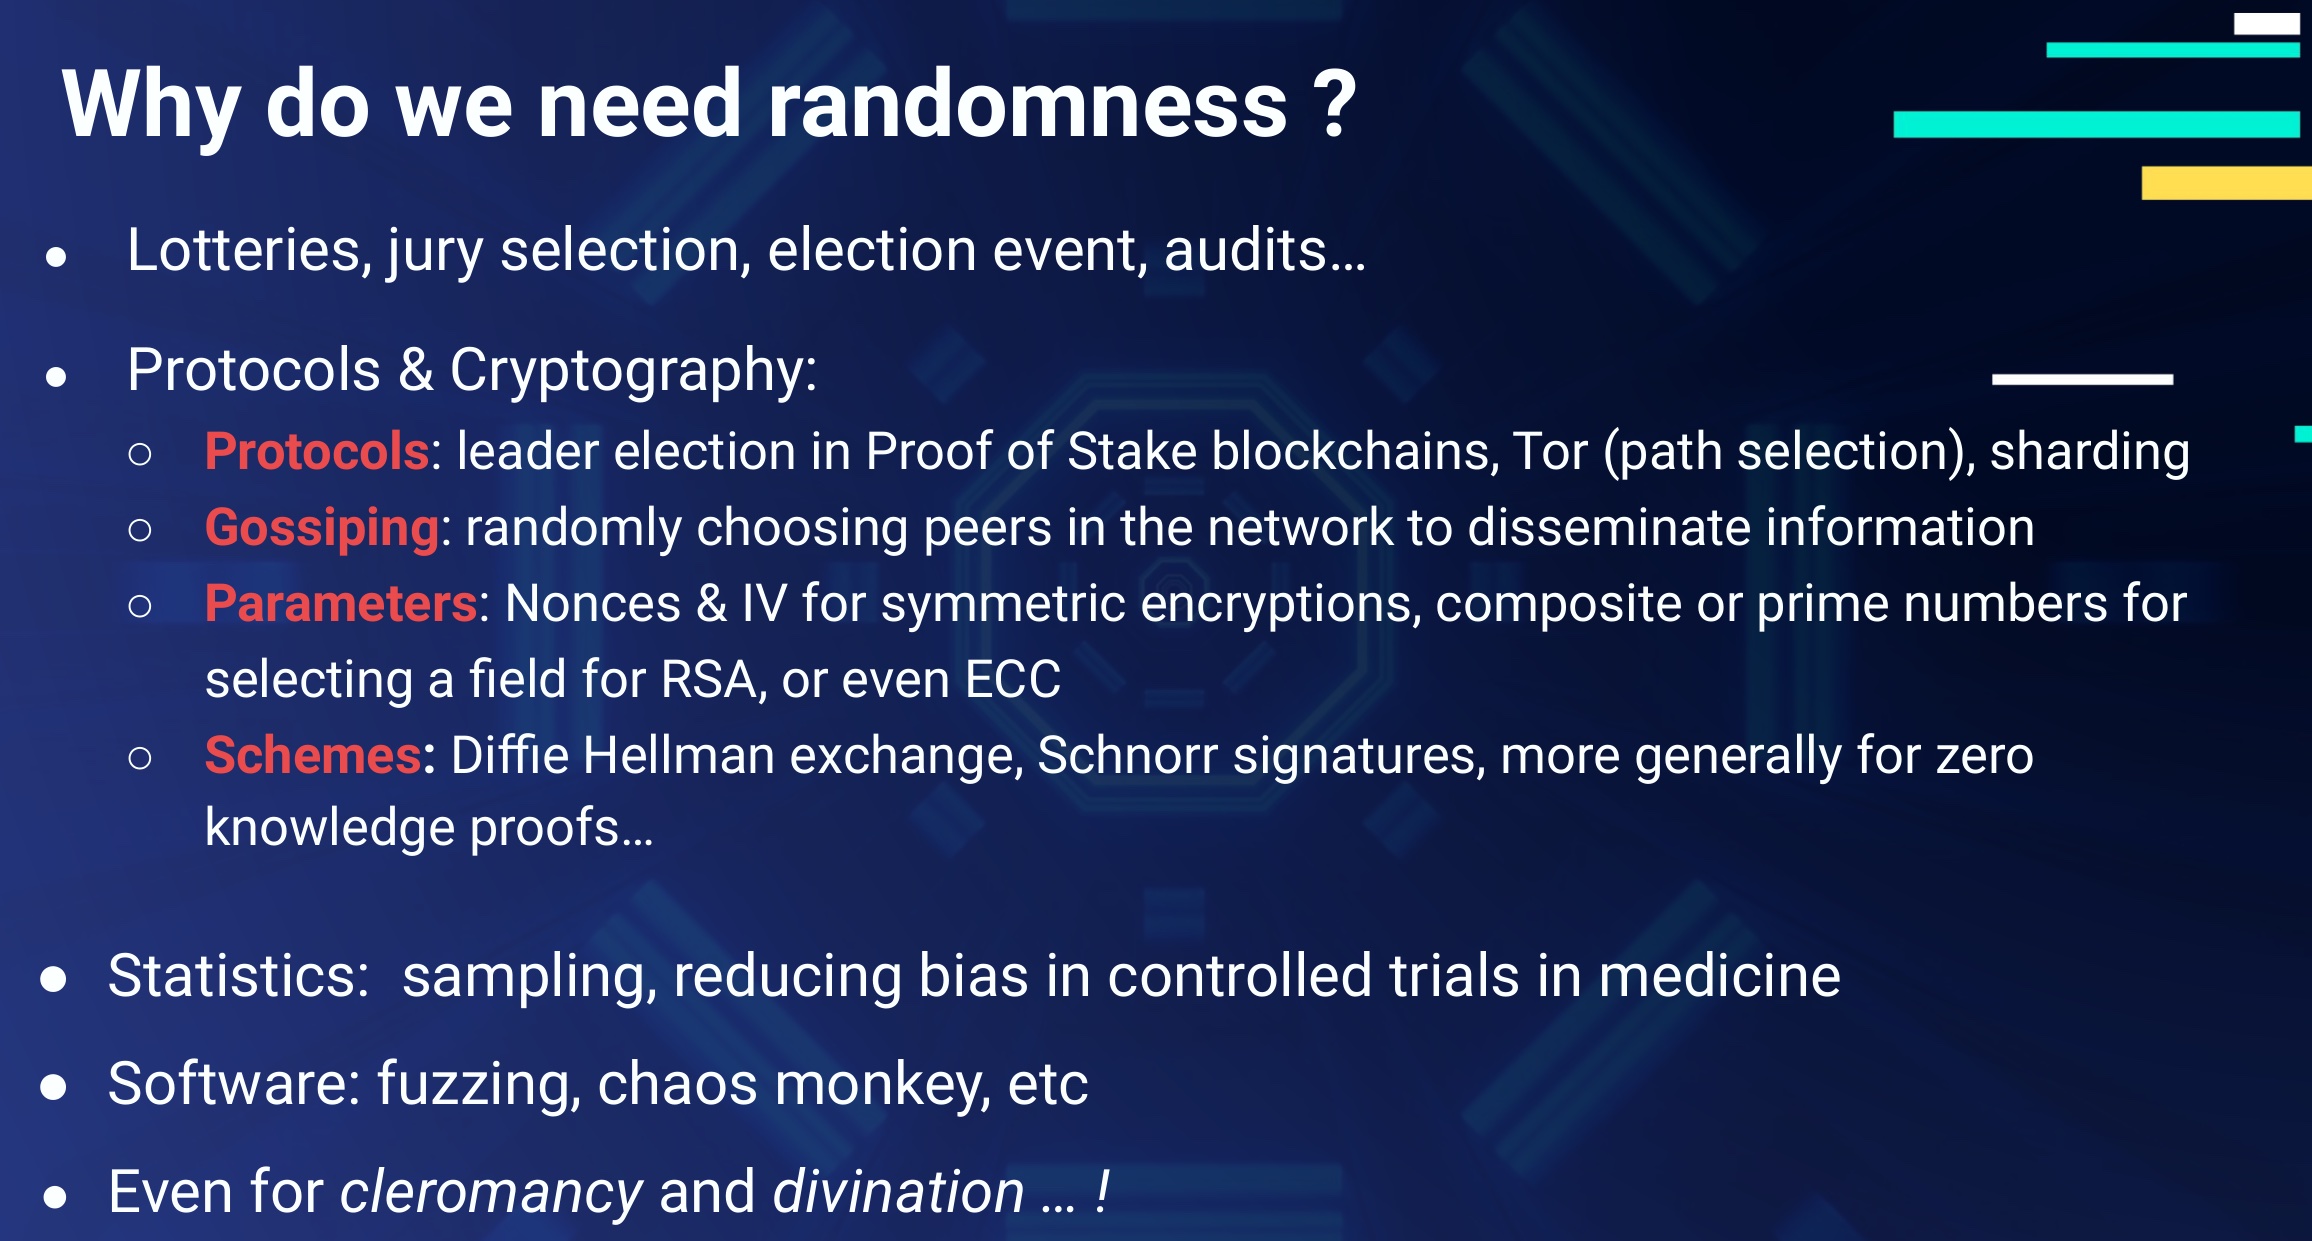 Why do we need randomness ?
● Lotteries, jury selection, election event, audits…
● Protocols & Cryptography:
○ Protocols: leader election in Proof of Stake blockchains, Tor (path selection), sharding
○ Gossiping: randomly choosing peers in the network to disseminate information
○ Parameters: Nonces & IV for symmetric encryptions, composite or prime numbers for
selecting a field for RSA, or even ECC
○ Schemes: Diffie Hellman exchange, Schnorr signatures, more generally for zero
knowledge proofs…
● Statistics:  sampling, reducing bias in controlled trials in medicine
● Software: fuzzing, chaos monkey, etc
● Even for cleromancy and divination … !